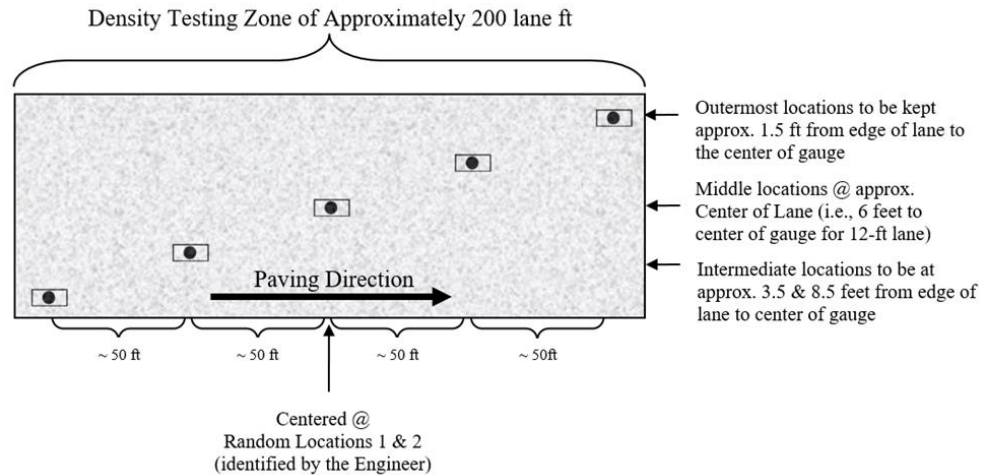 Density Testing Zone of Approximately 200 lane ft
Outermost locations to be kept
approx. 1.5 ft from edge of lane to
the center of gauge
Middle locations @ approx.
Center of Lane (i.e., 6 feet to
center of gauge for 12-ft lane)
Intermediate locations to be at
approx. 3.5 & 8.5 feet from edge of
lane to center of gauge
Paving Direction
~ 50 ft
~ 50 ft
~ 50 ft
~ 50ft
Centered @
Random Locations 1 & 2
(identified by the Engineer)